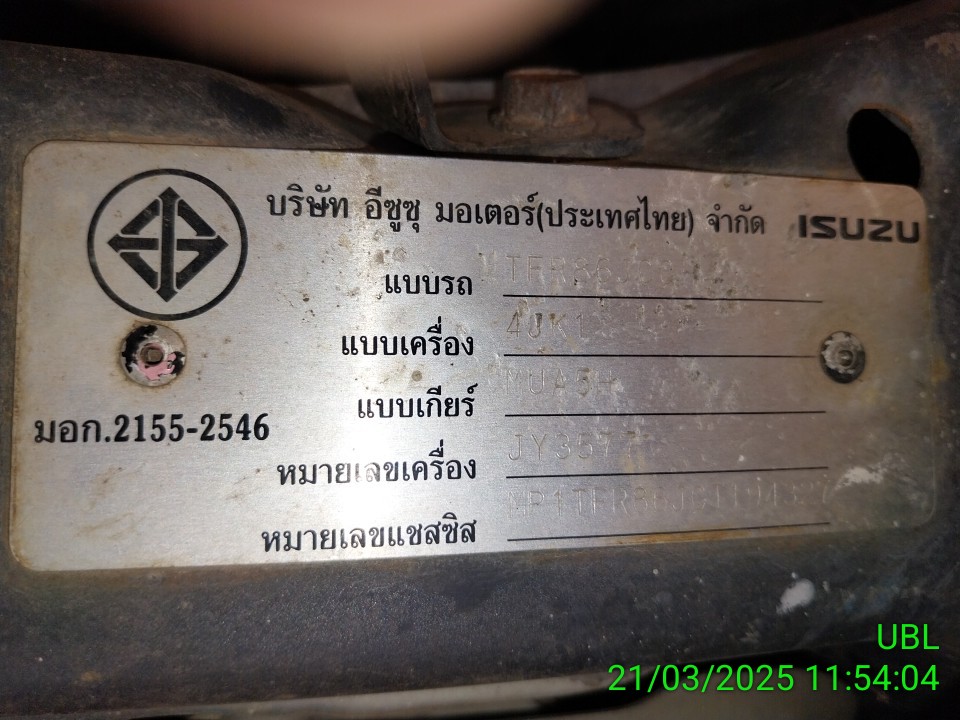 บริษัท อีซูซุ มอเตอร์(ประเทศไทย) จำกัด ISUZU
แบบรถ
แบบเครื่อง
แบบเกียร์ MUA5H
มอก.2155-2546
หมายเลขเครื่อง
หมายเลขแชสซิส
UBL
21/03/2025 11:54:04